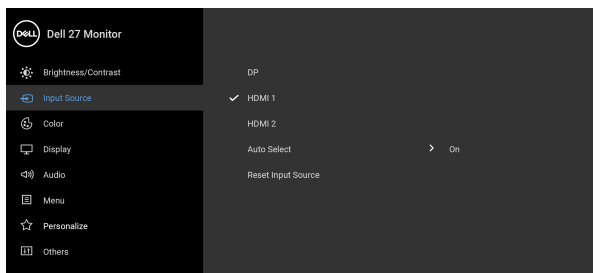 DELL Dell 27 Monitor
Brightness/Contrast DP
Input Source HDMI 1
Color HDMI 2
Display Auto Select On
Audio Reset Input Source
Menu
Personalize
Others